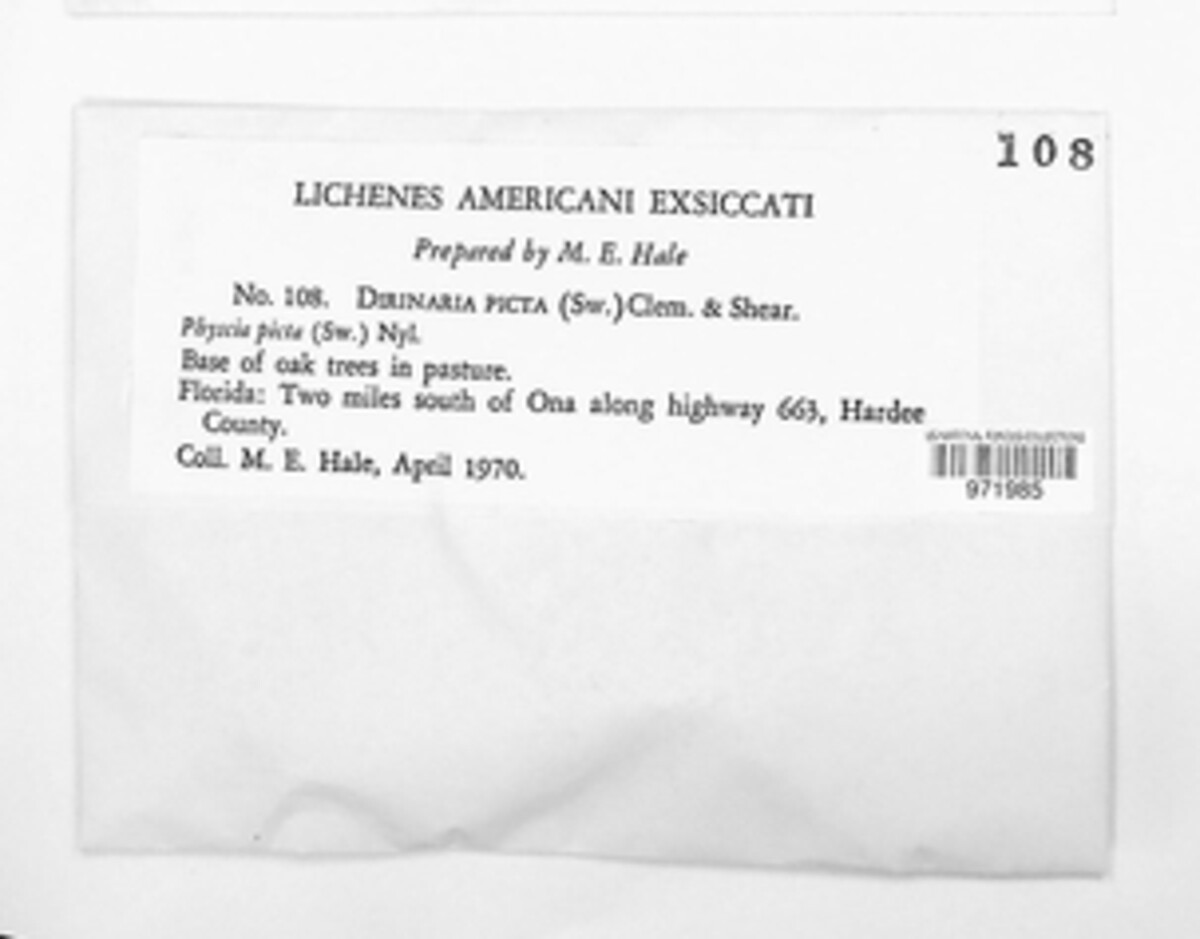 108
LICHENES AMERICANI EXSICCATI
Prepared by M. E. Hale
No. 108. DIRINARIA PICTA (Sw.)Clem. & Shear.
Physcia picta (Sw.) Nyl.
Base of oak trees in pasture.
Florida: Two miles south of Ona along highway 663, Hardee
County.
Coll. M. E. Hale, April 1970.
971985